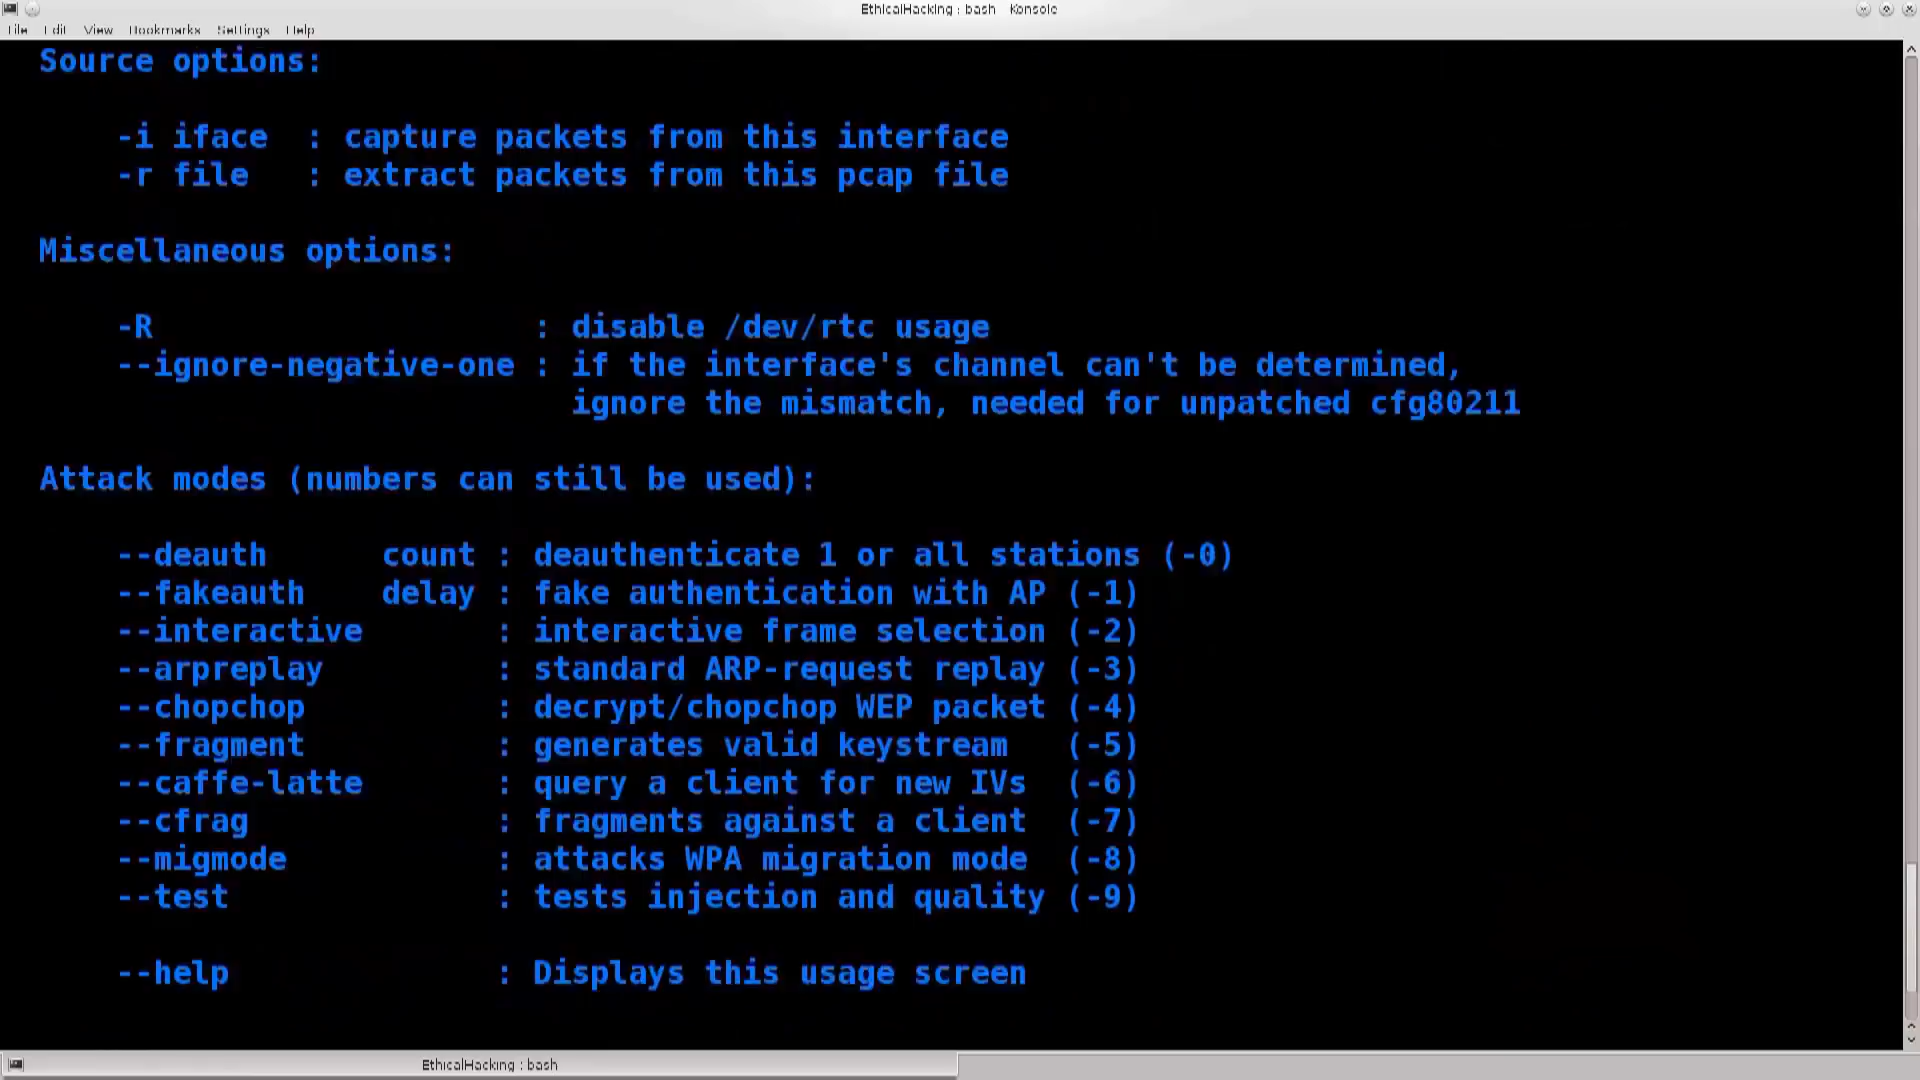 EthicalHacking : bash Konsole
File Edit View Bookmarks Settings Help
Source options:
-i iface : capture packets from this interface
-r file : extract packets from this pcap file
Miscellaneous options:
-R : disable /dev/rtc usage
--ignore-negative-one : if the interface's channel can't be determined,
ignore the mismatch, needed for unpatched cfg80211
Attack modes (numbers can still be used):
--deauth count : deauthenticate 1 or all stations (-0)
--fakeauth delay : fake authentication with AP (-1)
--interactive : interactive frame selection (-2)
--arpreplay : standard ARP-request replay (-3)
--chopchop : decrypt/chopchop WEP packet (-4)
--fragment : generates valid keystream (-5)
--caffe-latte : query a client for new IVs (-6)
--cfrag : fragments against a client (-7)
--migmode : attacks WPA migration mode (-8)
--test : tests injection and quality (-9)
--help : Displays this usage screen
EthicalHacking : bash